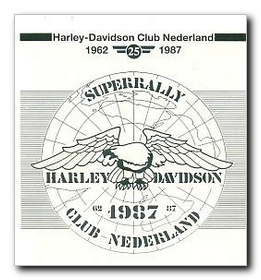 Harley-Davidson Club Nederland
1962 25 1987
SUPERRALLY
HARLEY DAVIDSON
62 1987 87
CLUB NEDERLAND